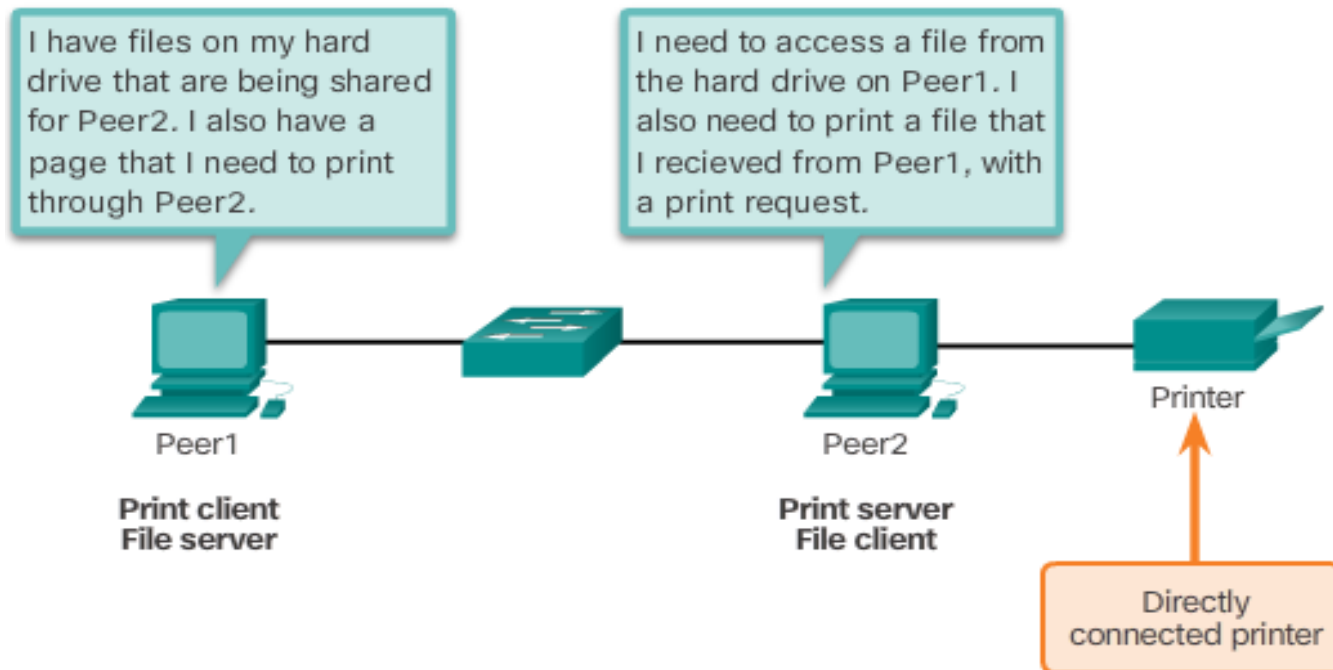 I have files on my hard
drive that are being shared
for Peer2. I also have a
page that I need to print
through Peer2.
I need to access a file from
the hard drive on Peer1. I
also need to print a file that
I recieved from Peer1, with
a print request.
Peer1
Peer2
Printer
Print client
File server
Print server
File client
Directly
connected printer